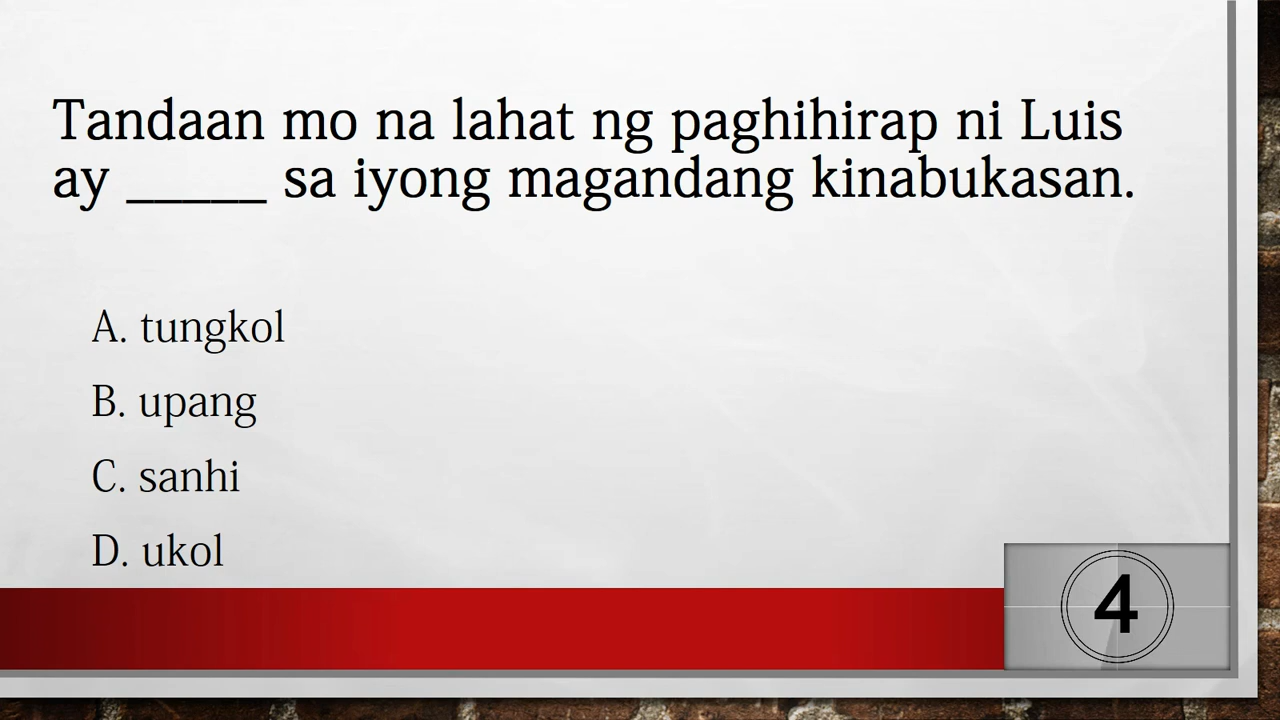 Tandaan mo na lahat ng paghihirap ni Luis
ay _____ sa iyong magandang kinabukasan.
A. tungkol
B. upang
C. sanhi
D. ukol
4